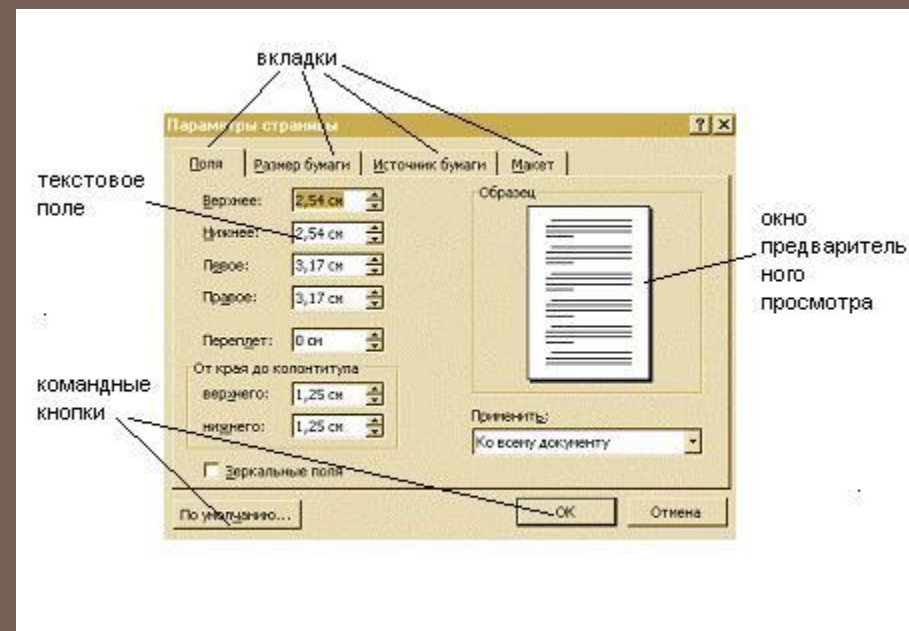 вкладки
Параметры страницы
Поля Размер бумаги Источник бумаги Макет
текстовое
поле
Верхнее: 2,54 см
Нижнее: 2,54 см
Левое: 3,17 см
Правое: 3,17 см
Переплет: 0 см
От края до колонтитула
верхнего: 1,25 см
нижнего: 1,25 см
Зеркальные поля
Образец
окно
предваритель
ного
просмотра
Применить:
Ко всему документу
командные
кнопки
По умолчанию... ОК Отмена